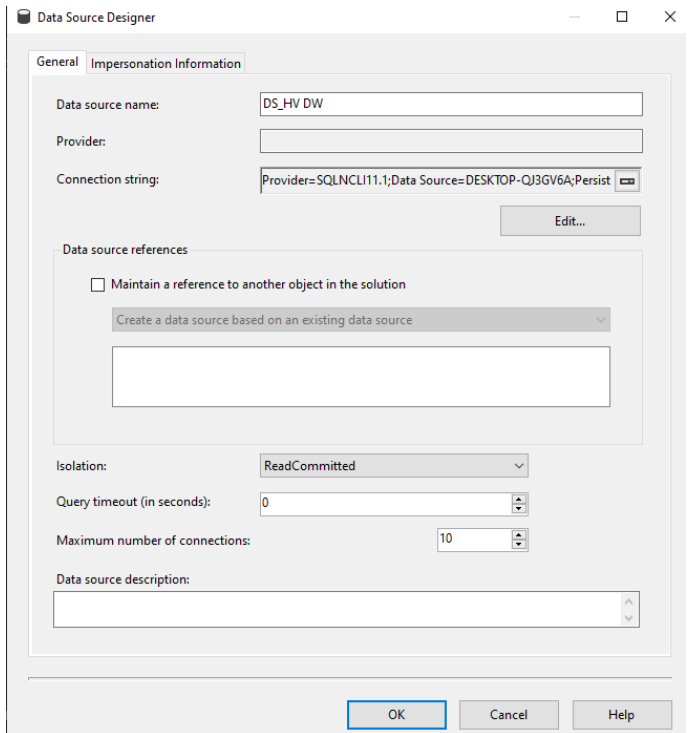 Data Source Designer
General Impersonation Information
Data source name: DS_HV DW
Provider:
Connection string: Provider=SQLNCLI11.1;Data Source=DESKTOP-QJ3GV6A;Persist
Edit...
Data source references
Maintain a reference to another object in the solution
Create a data source based on an existing data source
Isolation: ReadCommitted
Query timeout (in seconds): 0
Maximum number of connections: 10
Data source description:
OK Cancel Help